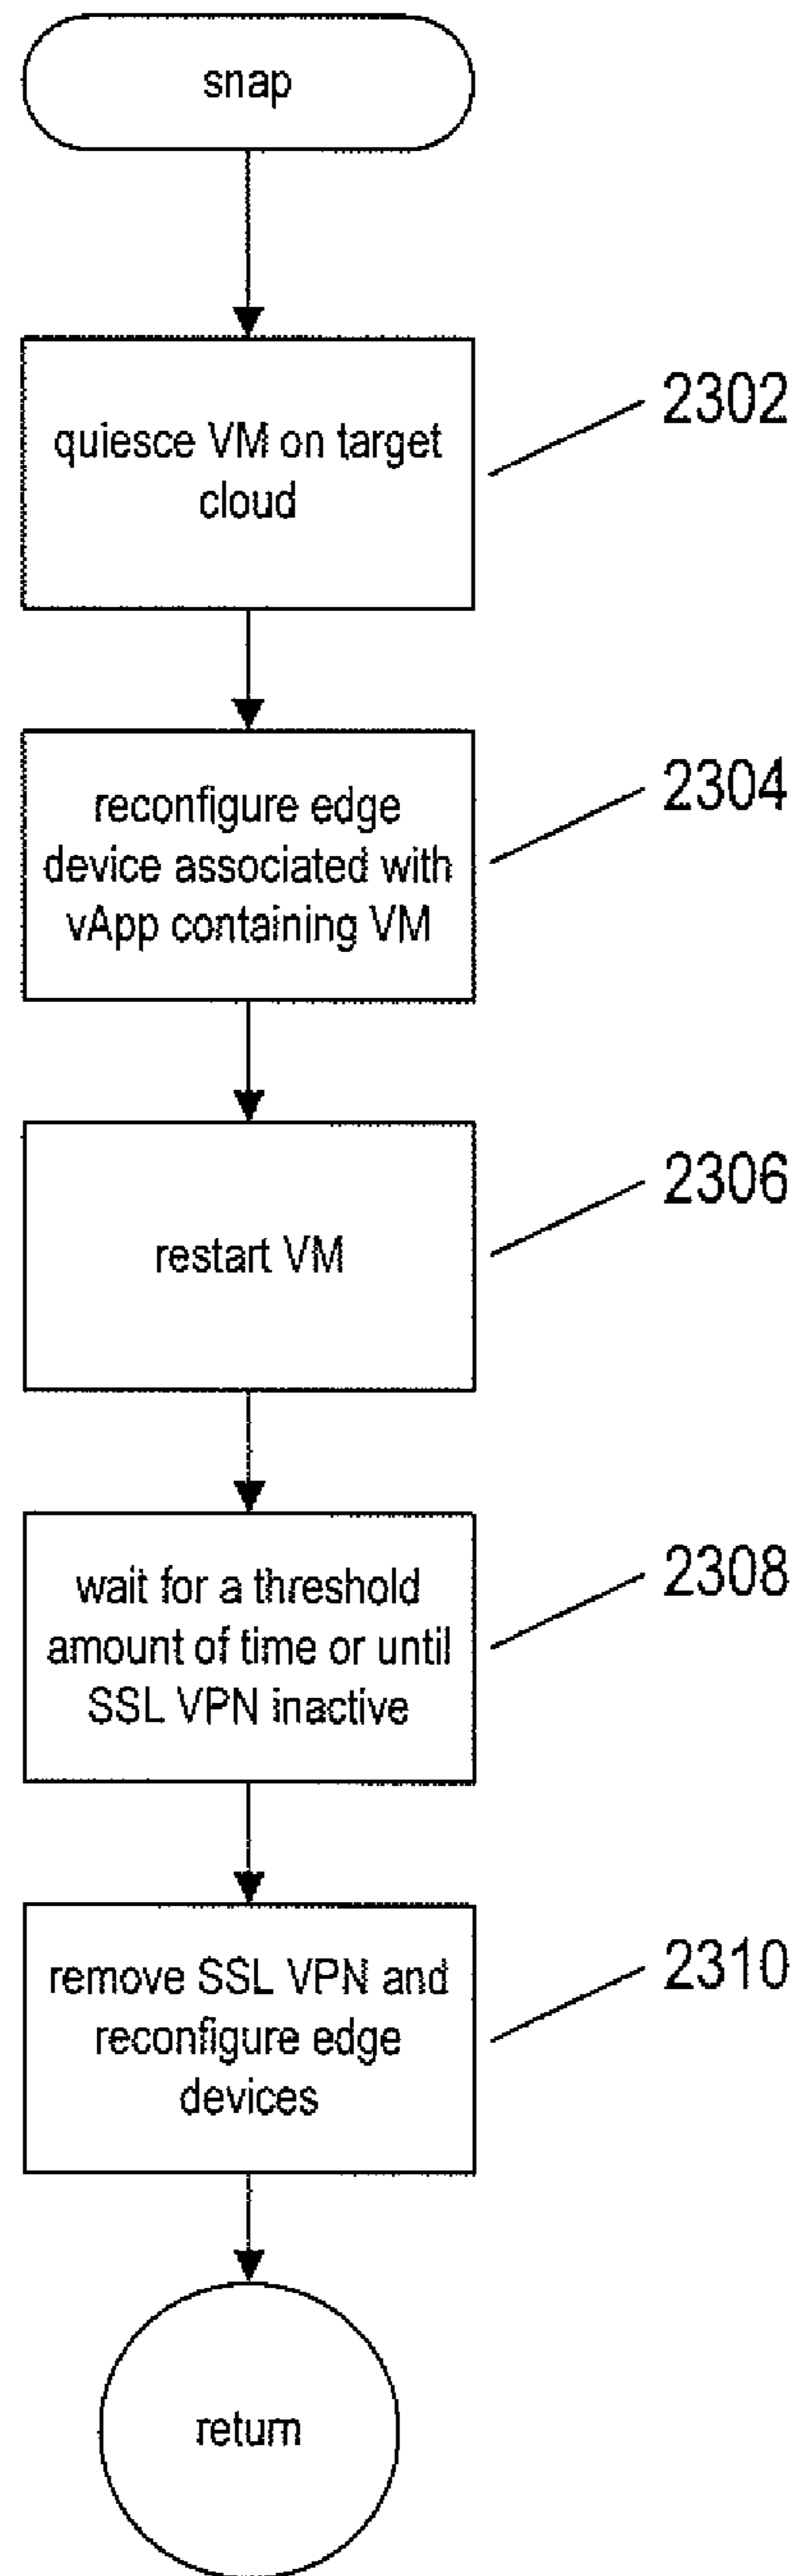 snap
quiesce VM on target
cloud
2302
reconfigure edge
device associated with
vApp containing VM
2304
restart VM
2306
wait for a threshold
amount of time or until
SSL VPN inactive
2308
remove SSL VPN and
reconfigure edge
devices
2310
return